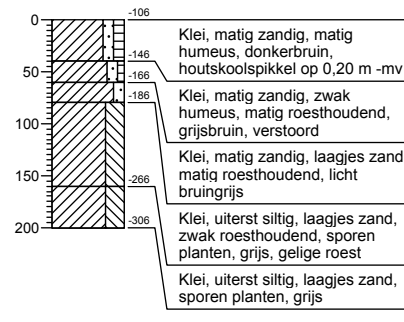 0
50
100
150
200
-106
-146
-166
-186
-266
-306
Klei, matig zandig, matig
humeus, donkerbruin,
houtskoolspikkel op 0,20 m -mv
Klei, matig zandig, zwak
humeus, matig roesthoudend,
grijsbruin, verstoord
Klei, matig zandig, laagjes zand
matig roesthoudend, licht
bruingrijs
Klei, uiterst siltig, laagjes zand,
zwak roesthoudend, sporen
planten, grijs, gelige roest
Klei, uiterst siltig, laagjes zand,
sporen planten, grijs